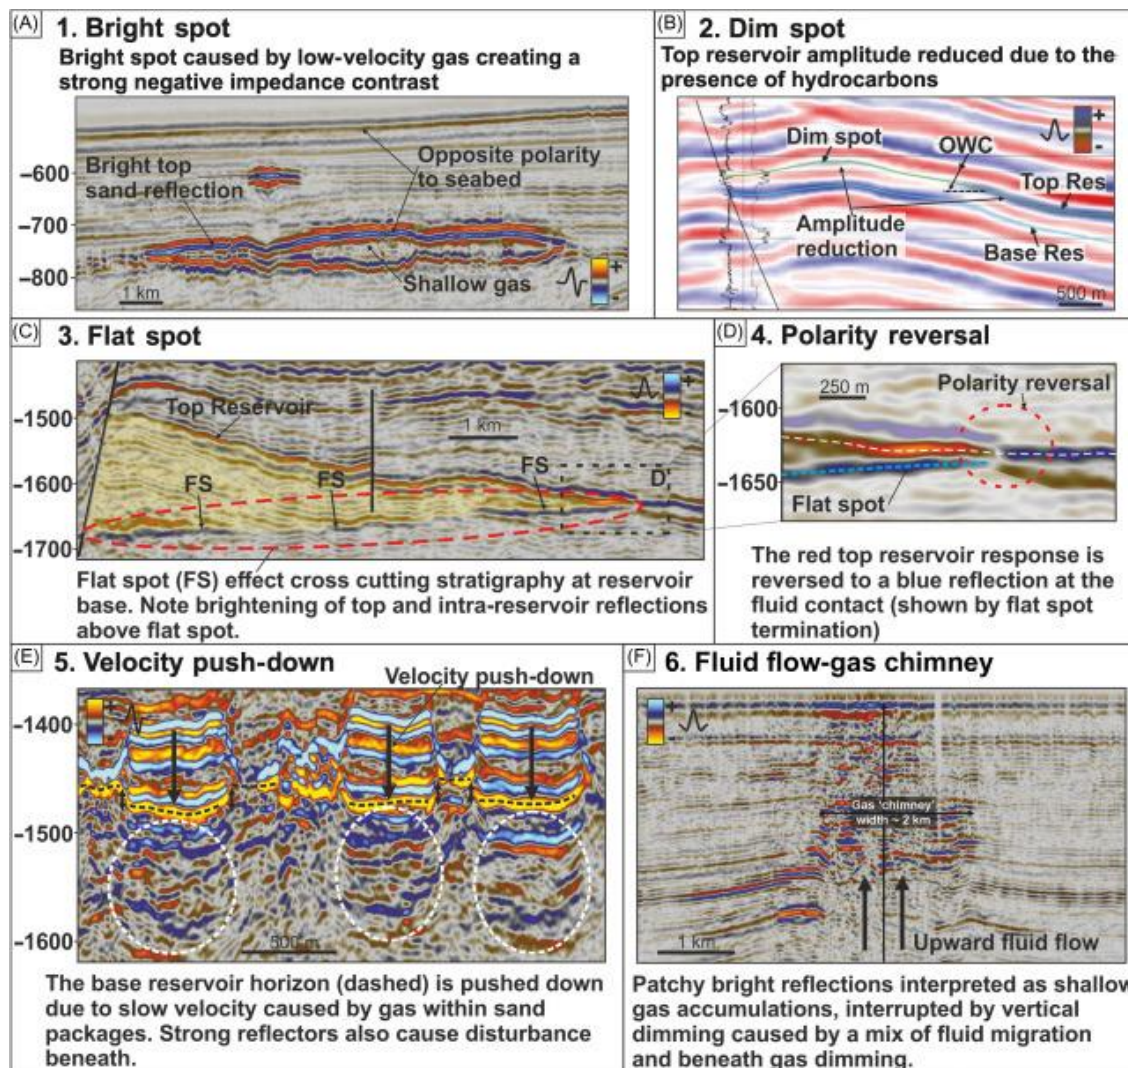 (A) 1. Bright spot
Bright spot caused by low-velocity gas creating a
strong negative impedance contrast
Bright top
sand reflection
Opposite polarity
to seabed
Shallow gas
-600
-700
-800
1 km
+
-
(B) 2. Dim spot
Top reservoir amplitude reduced due to the
presence of hydrocarbons
Dim spot
OWC
Top Res
Amplitude
reduction
Base Res
500 m
+
-
(C) 3. Flat spot
-1500
-1600
-1700
Top Reservoir
1 km
FS
FS
FS
D
+
-
Flat spot (FS) effect cross cutting stratigraphy at reservoir
base. Note brightening of top and intra-reservoir reflections
above flat spot.
(D) 4. Polarity reversal
250 m
Polarity reversal
-1600
-1650
Flat spot
The red top reservoir response is
reversed to a blue reflection at the
fluid contact (shown by flat spot
termination)
(E) 5. Velocity push-down
Velocity push-down
-1400
-1500
-1600
+
-
500 m
The base reservoir horizon (dashed) is pushed down
due to slow velocity caused by gas within sand
packages. Strong reflectors also cause disturbance
beneath.
(F) 6. Fluid flow-gas chimney
+
-
Gas 'chimney'
width ~ 2 km
1 km
Upward fluid flow
Patchy bright reflections interpreted as shallow
gas accumulations, interrupted by vertical
dimming caused by a mix of fluid migration
and beneath gas dimming.